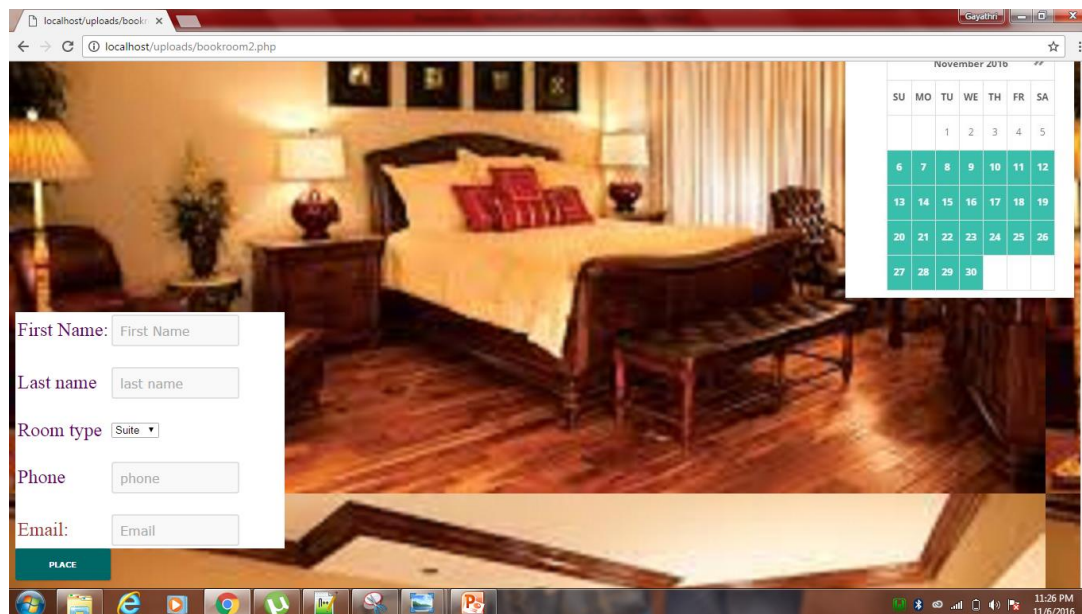 localhost/uploads/bookr
Gayathri
localhost/uploads/bookroom2.php
November 2016 »
SU MO TU WE TH FR SA
1 2 3 4 5
6 7 8 9 10 11 12
13 14 15 16 17 18 19
20 21 22 23 24 25 26
27 28 29 30
First Name: First Name
Last name last name
Room type Suite
Phone phone
Email: Email
PLACE
11:26 PM
11/6/2016